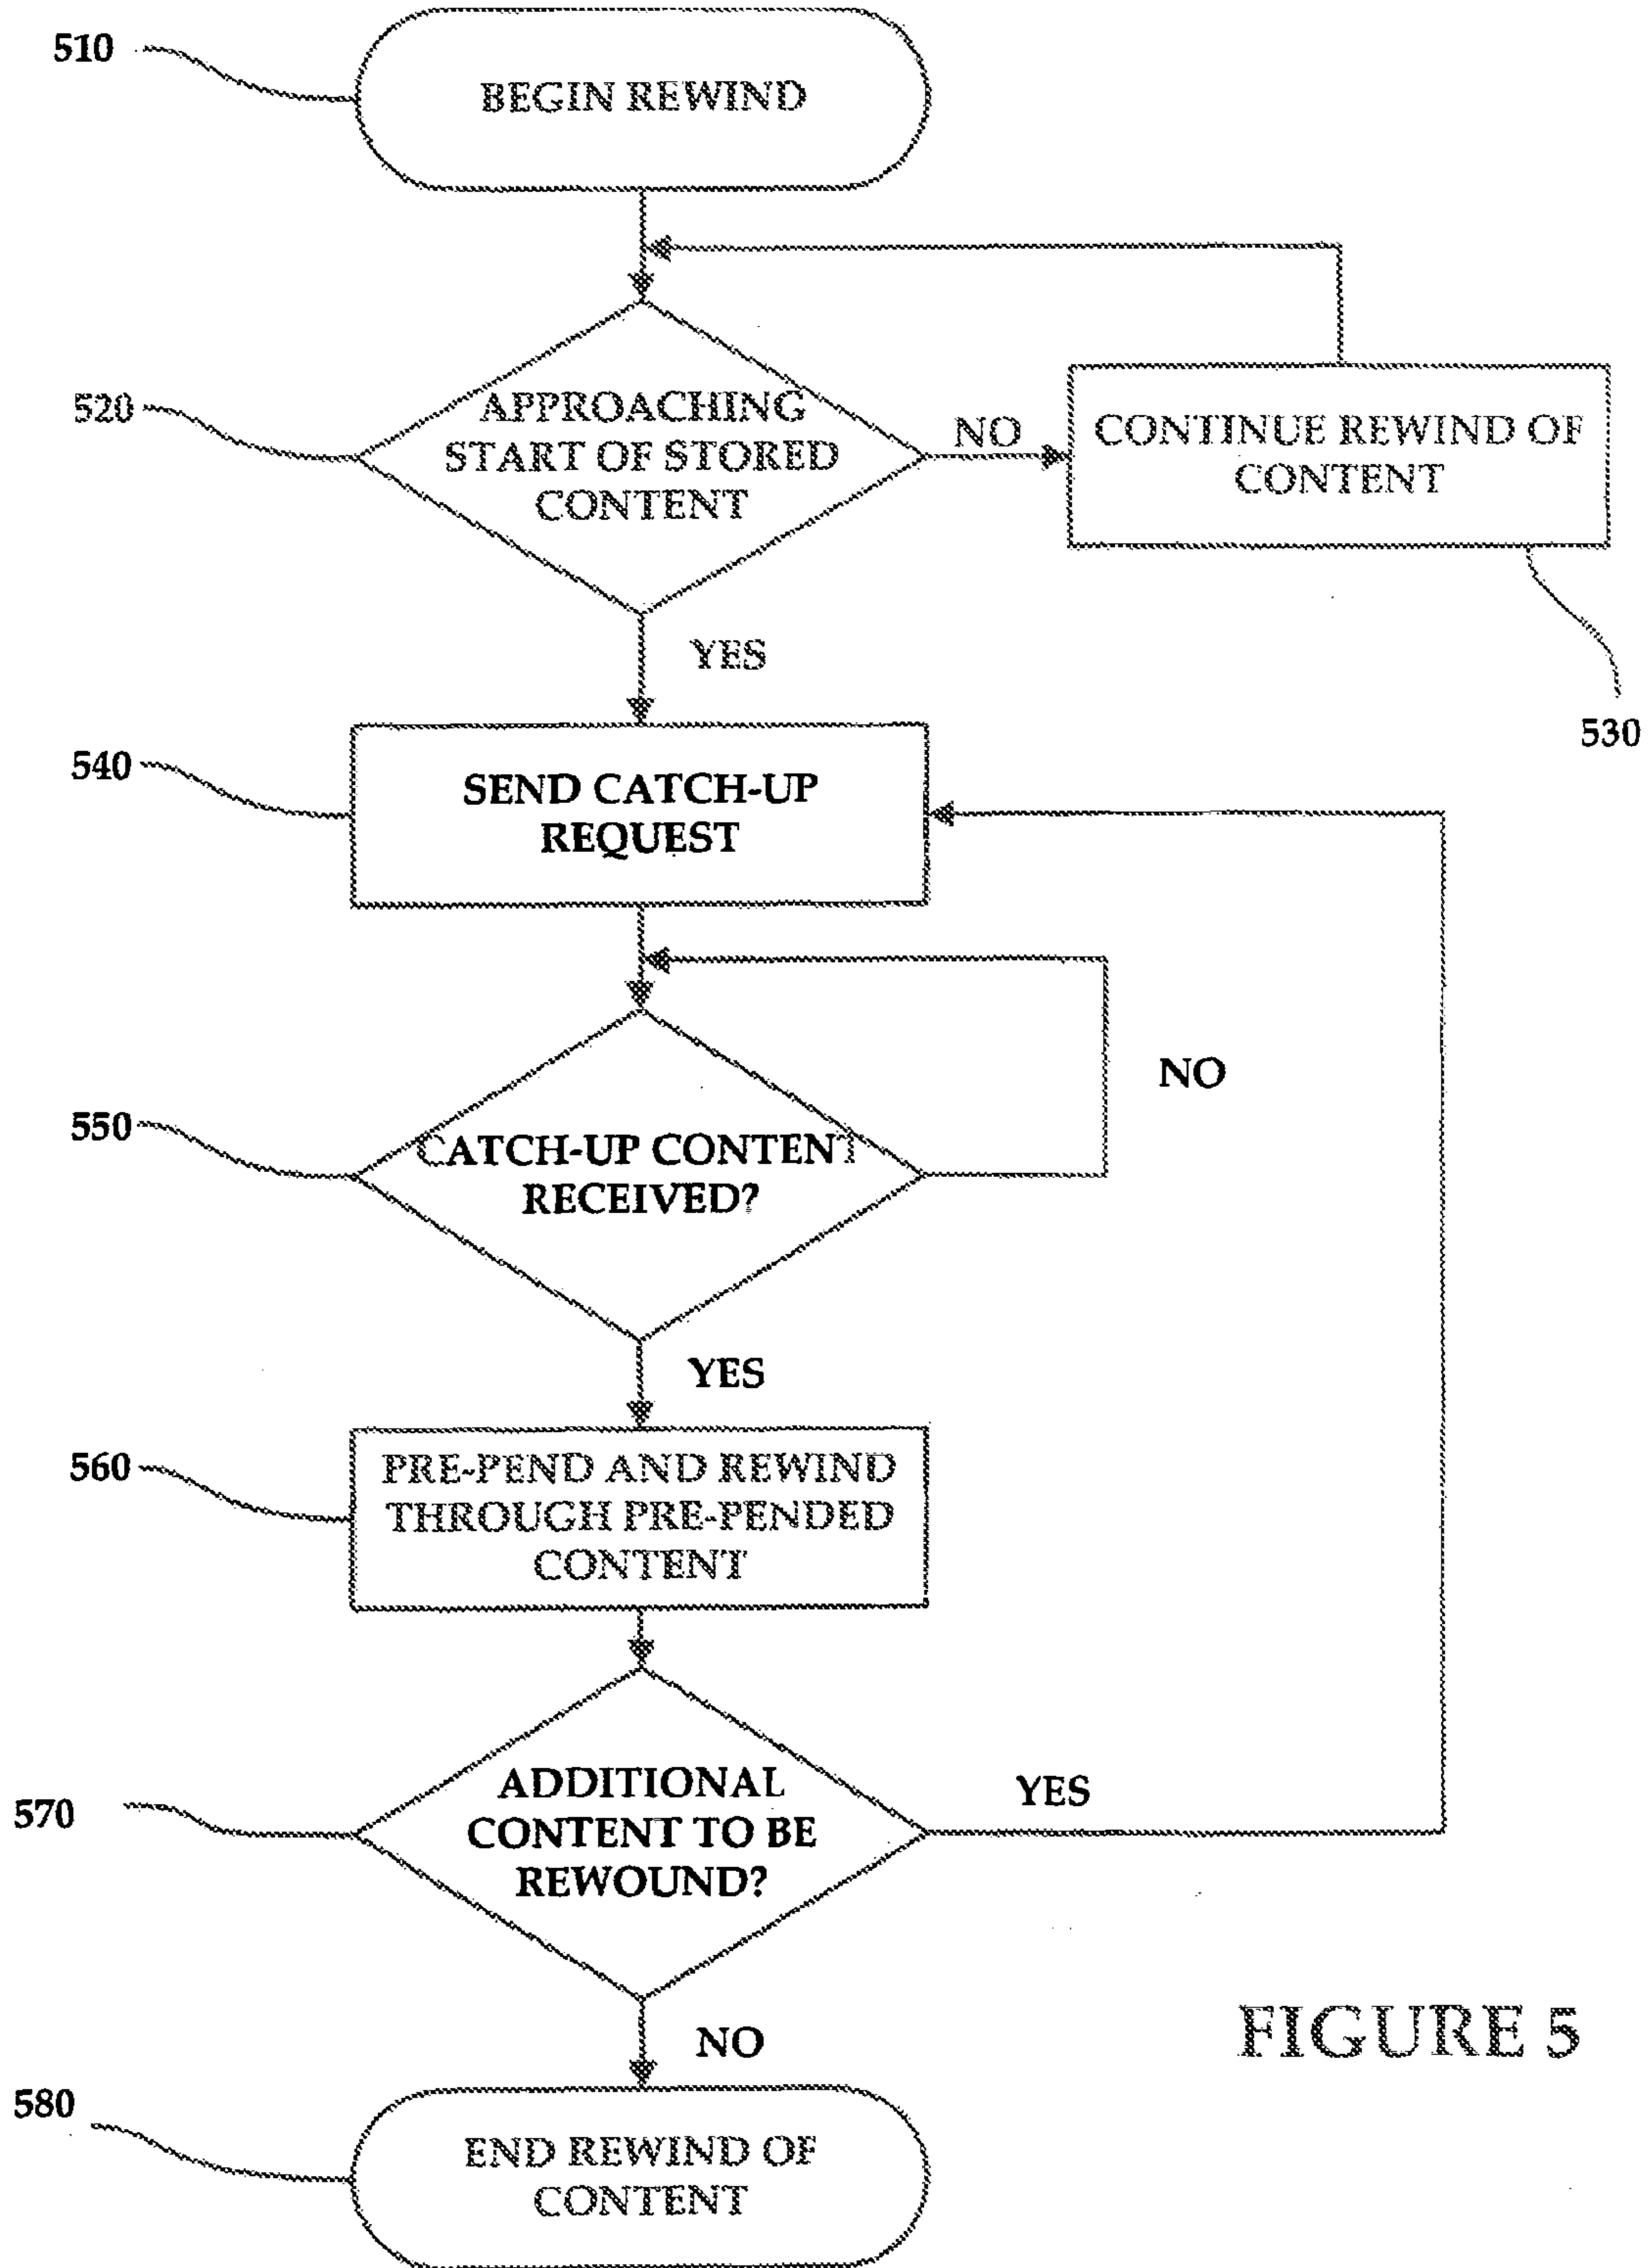 510
BEGIN REWIND
520
APPROACHING
START OF STORED
CONTENT
NO
CONTINUE REWIND OF
CONTENT
530
YES
540
SEND CATCH-UP
REQUEST
550
CATCH-UP CONTENT
RECEIVED?
NO
YES
560
PRE-PEND AND REWIND
THROUGH PRE-PENDED
CONTENT
570
ADDITIONAL
CONTENT TO BE
REWOUND?
YES
NO
580
END REWIND OF
CONTENT
FIGURE 5